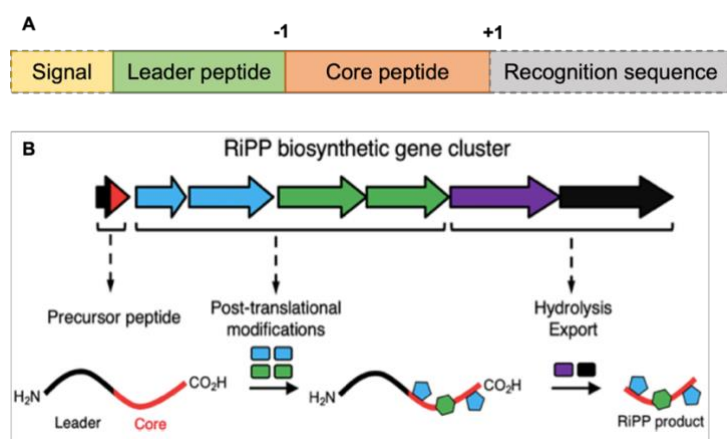 A
-1 +1
Signal Leader peptide Core peptide Recognition sequence
B
RiPP biosynthetic gene cluster
Precursor peptide
Post-translational
modifications
Hydrolysis
Export
H₂N CO₂H
Leader Core
H₂N CO₂H
RiPP product